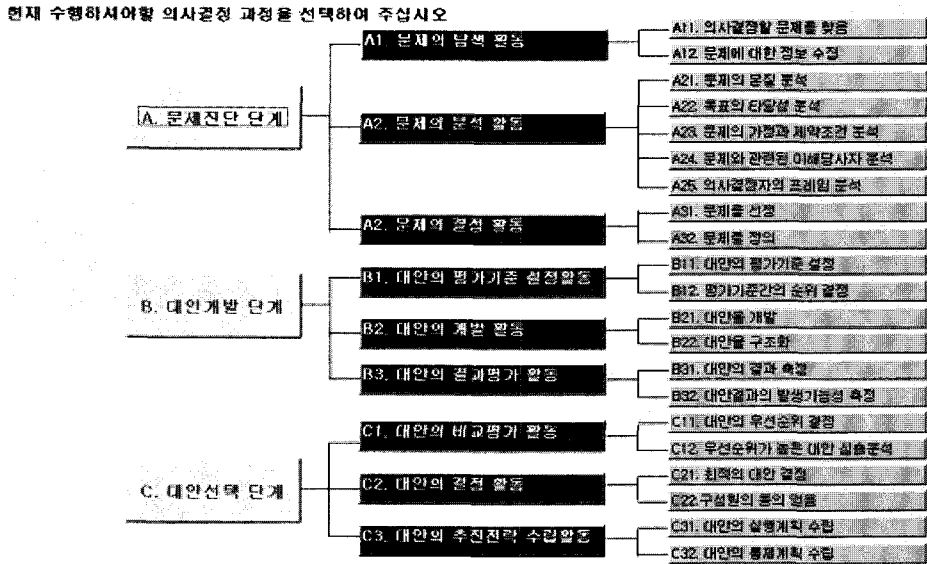 현재 수행하셔야할 의사결정 과정을 선택하여 주십시오
A. 문제진단 단계
A1. 문제의 탐색 활동
A11. 의사결정할 문제를 찾음
A12. 문제에 대한 정보 수집
A2. 문제의 분석 활동
A21. 문제의 본질 분석
A22. 목표의 타당성 분석
A23. 문제의 가정과 제약조건 분석
A24. 문제와 관련된 이해당사자 분석
A25. 의사결정자의 프레임 분석
A2. 문제의 결정 활동
A31. 문제를 선정
A32. 문제를 정의
B. 대안개발 단계
B1. 대안의 평가기준 설정활동
B11. 대안의 평가기준 설정
B12. 평가기준간의 순위 결정
B2. 대안의 개발 활동
B21. 대안을 개발
B22. 대안을 구조화
B3. 대안의 결과평가 활동
B31. 대안의 결과 측정
B32. 대안결과의 발생가능성 측정
C. 대안선택 단계
C1. 대안의 비교평가 활동
C11. 대안의 우선순위 결정
C12. 우선순위가 높은 대안 심층분석
C2. 대안의 결정 활동
C21. 최적의 대안 결정
C22.구성원의 동의 얻음
C3. 대안의 추진전략 수립활동
C31. 대안의 실행계획 수립
C32. 대안의 통제계획 수립